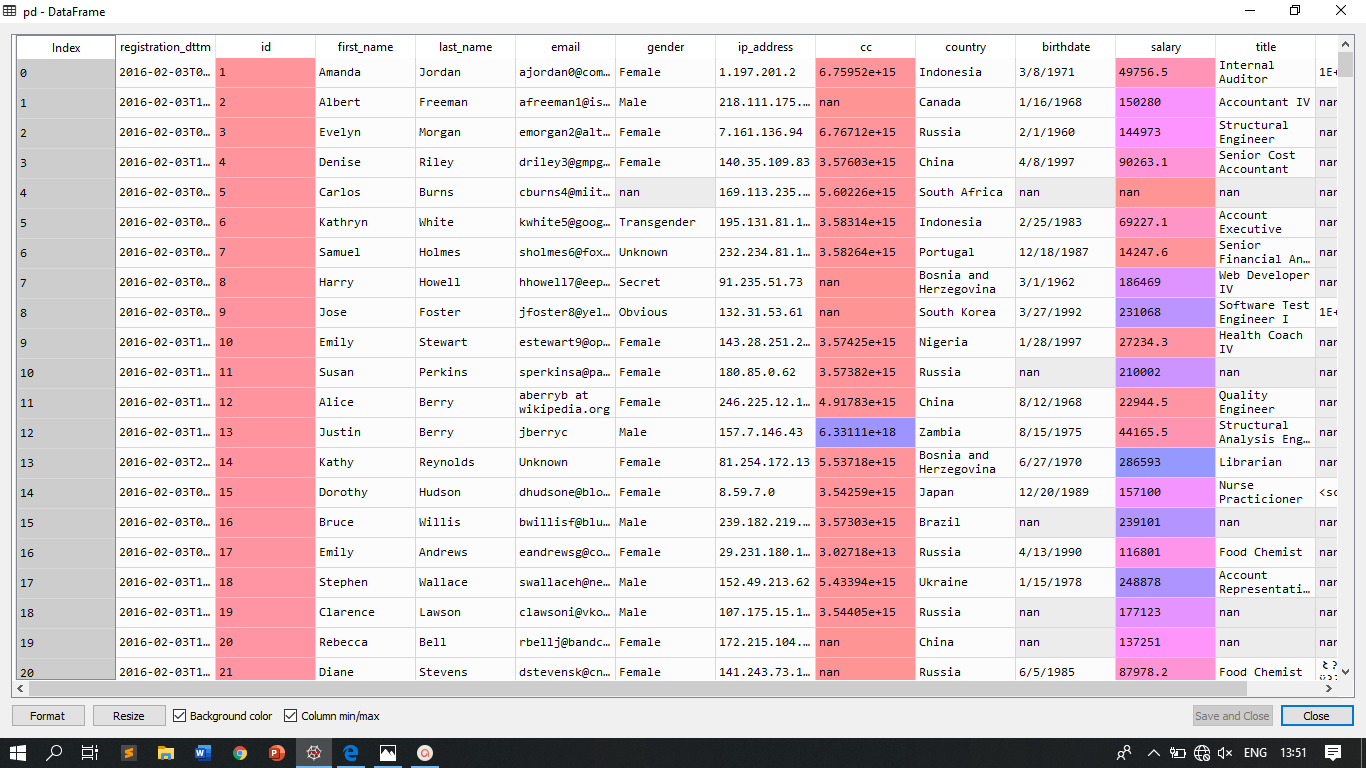 pd - DataFrame
Index registration_dttm id first_name last_name email gender ip_address cc country birthdate salary title
0 2016-02-03T0... 1 Amanda Jordan ajordan0@com... Female 1.197.201.2 6.75952e+15 Indonesia 3/8/1971 49756.5 Internal Auditor 1E+
1 2016-02-03T1... 2 Albert Freeman afreeman1@is... Male 218.111.175.... nan Canada 1/16/1968 150280 Accountant IV nan
2 2016-02-03T0... 3 Evelyn Morgan emorgan2@alt... Female 7.161.136.94 6.76712e+15 Russia 2/1/1960 144973 Structural Engineer nan
3 2016-02-03T0... 4 Denise Riley driley3@gmpg... Female 140.35.109.83 3.57603e+15 China 4/8/1997 90263.1 Senior Cost Accountant nan
4 2016-02-03T0... 5 Carlos Burns cburns4@miit... nan 169.113.235.... 5.60226e+15 South Africa nan nan nan nan
5 2016-02-03T0... 6 Kathryn White kwhite5@goog... Transgender 195.131.81.1... 3.58314e+15 Indonesia 2/25/1983 69227.1 Account Executive nan
6 2016-02-03T0... 7 Samuel Holmes sholmes6@fox... Unknown 232.234.81.1... 3.58264e+15 Portugal 12/18/1987 14247.6 Senior Financial An... nan
7 2016-02-03T0... 8 Harry Howell hhowell7@eep... Secret 91.235.51.73 nan Bosnia and Herzegovina 3/1/1962 186469 Web Developer IV nan
8 2016-02-03T0... 9 Jose Foster jfoster8@yel... Obvious 132.31.53.61 nan South Korea 3/27/1992 231068 Software Test Engineer I 1E+
9 2016-02-03T1... 10 Emily Stewart estewart9@op... Female 143.28.251.2... 3.57425e+15 Nigeria 1/28/1997 27234.3 Health Coach IV nan
10 2016-02-03T1... 11 Susan Perkins sperkinsa@pa... Female 180.85.0.62 3.57382e+15 Russia nan 210002 nan nan
11 2016-02-03T1... 12 Alice Berry aberryb at wikipedia.org Female 246.225.12.1... 4.91783e+15 China 8/12/1968 22944.5 Quality Engineer nan
12 2016-02-03T1... 13 Justin Berry jberryc Male 157.7.146.43 6.33111e+18 Zambia 8/15/1975 44165.5 Structural Analysis Eng... nan
13 2016-02-03T2... 14 Kathy Reynolds Unknown Female 81.254.172.13 5.53718e+15 Bosnia and Herzegovina 6/27/1970 286593 Librarian nan
14 2016-02-03T0... 15 Dorothy Hudson dhudsone@blo... Female 8.59.7.0 3.54259e+15 Japan 12/20/1989 157100 Nurse Practicioner <sc
15 2016-02-03T0... 16 Bruce Willis bwillisf@blu... Male 239.182.219.... 3.57303e+15 Brazil nan 239101 nan nan
16 2016-02-03T0... 17 Emily Andrews eandrewsg@co... Female 29.231.180.1... 3.02718e+13 Russia 4/13/1990 116801 Food Chemist nan
17 2016-02-03T1... 18 Stephen Wallace swallaceh@ne... Male 152.49.213.62 5.43394e+15 Ukraine 1/15/1978 248878 Account Representati... nan
18 2016-02-03T1... 19 Clarence Lawson clawsoni@vko... Male 107.175.15.1... 3.54405e+15 Russia nan 177123 nan nan
19 2016-02-03T1... 20 Rebecca Bell rbellj@bandc... Female 172.215.104.... nan China nan 137251 nan nan
20 2016-02-03T1... 21 Diane Stevens dstevensk@cn... Female 141.243.73.1... nan Russia 6/5/1985 87978.2 Food Chemist
Format Resize Background color Column min/max Save and Close Close
ENG 13:51